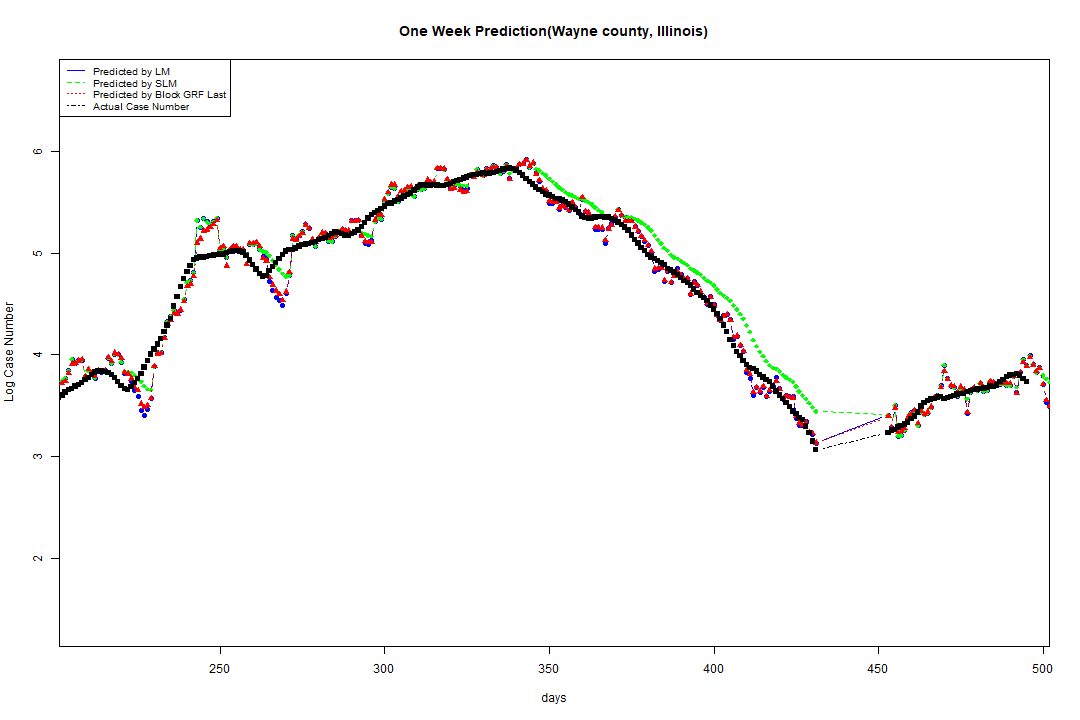 One Week Prediction(Wayne county, Illinois)
Predicted by LM
Predicted by SLM
Predicted by Block GRF Last
Actual Case Number
Log Case Number
6
5
4
3
2
250 300 350 400 450 500
days